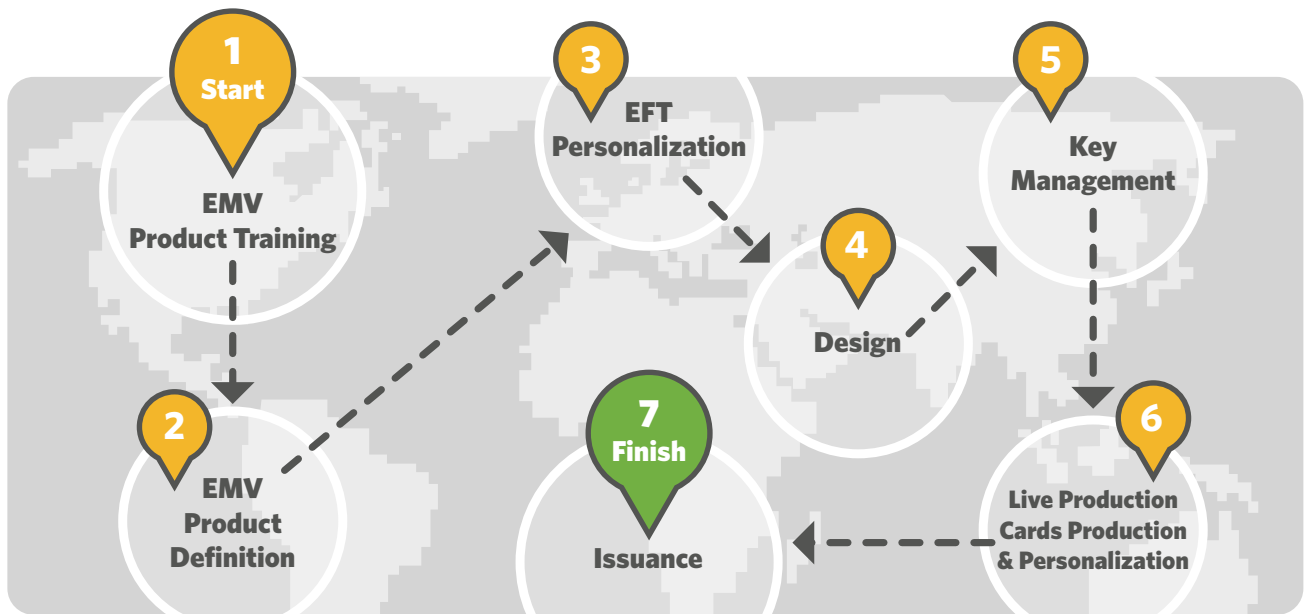 1
Start
EMV
Product Training
2
EMV
Product
Definition
3
EFT
Personalization
4
Design
5
Key
Management
6
Live Production
Cards Production
& Personalization
7
Finish
Issuance